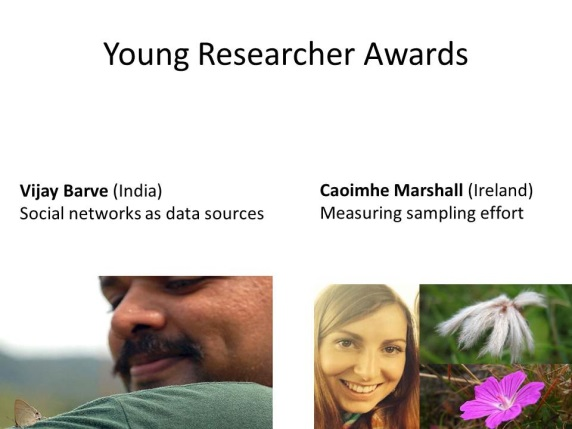 Young Researcher Awards
Vijay Barve (India)
Social networks as data sources
Caoimhe Marshall (Ireland)
Measuring sampling effort